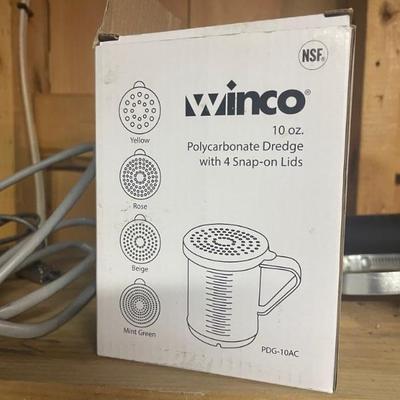 NSF®
Winco®
10 oz.
Polycarbonate Dredge
with 4 Snap-on Lids
Yellow
Rose
Beige
Mint Green
PDG-10AC